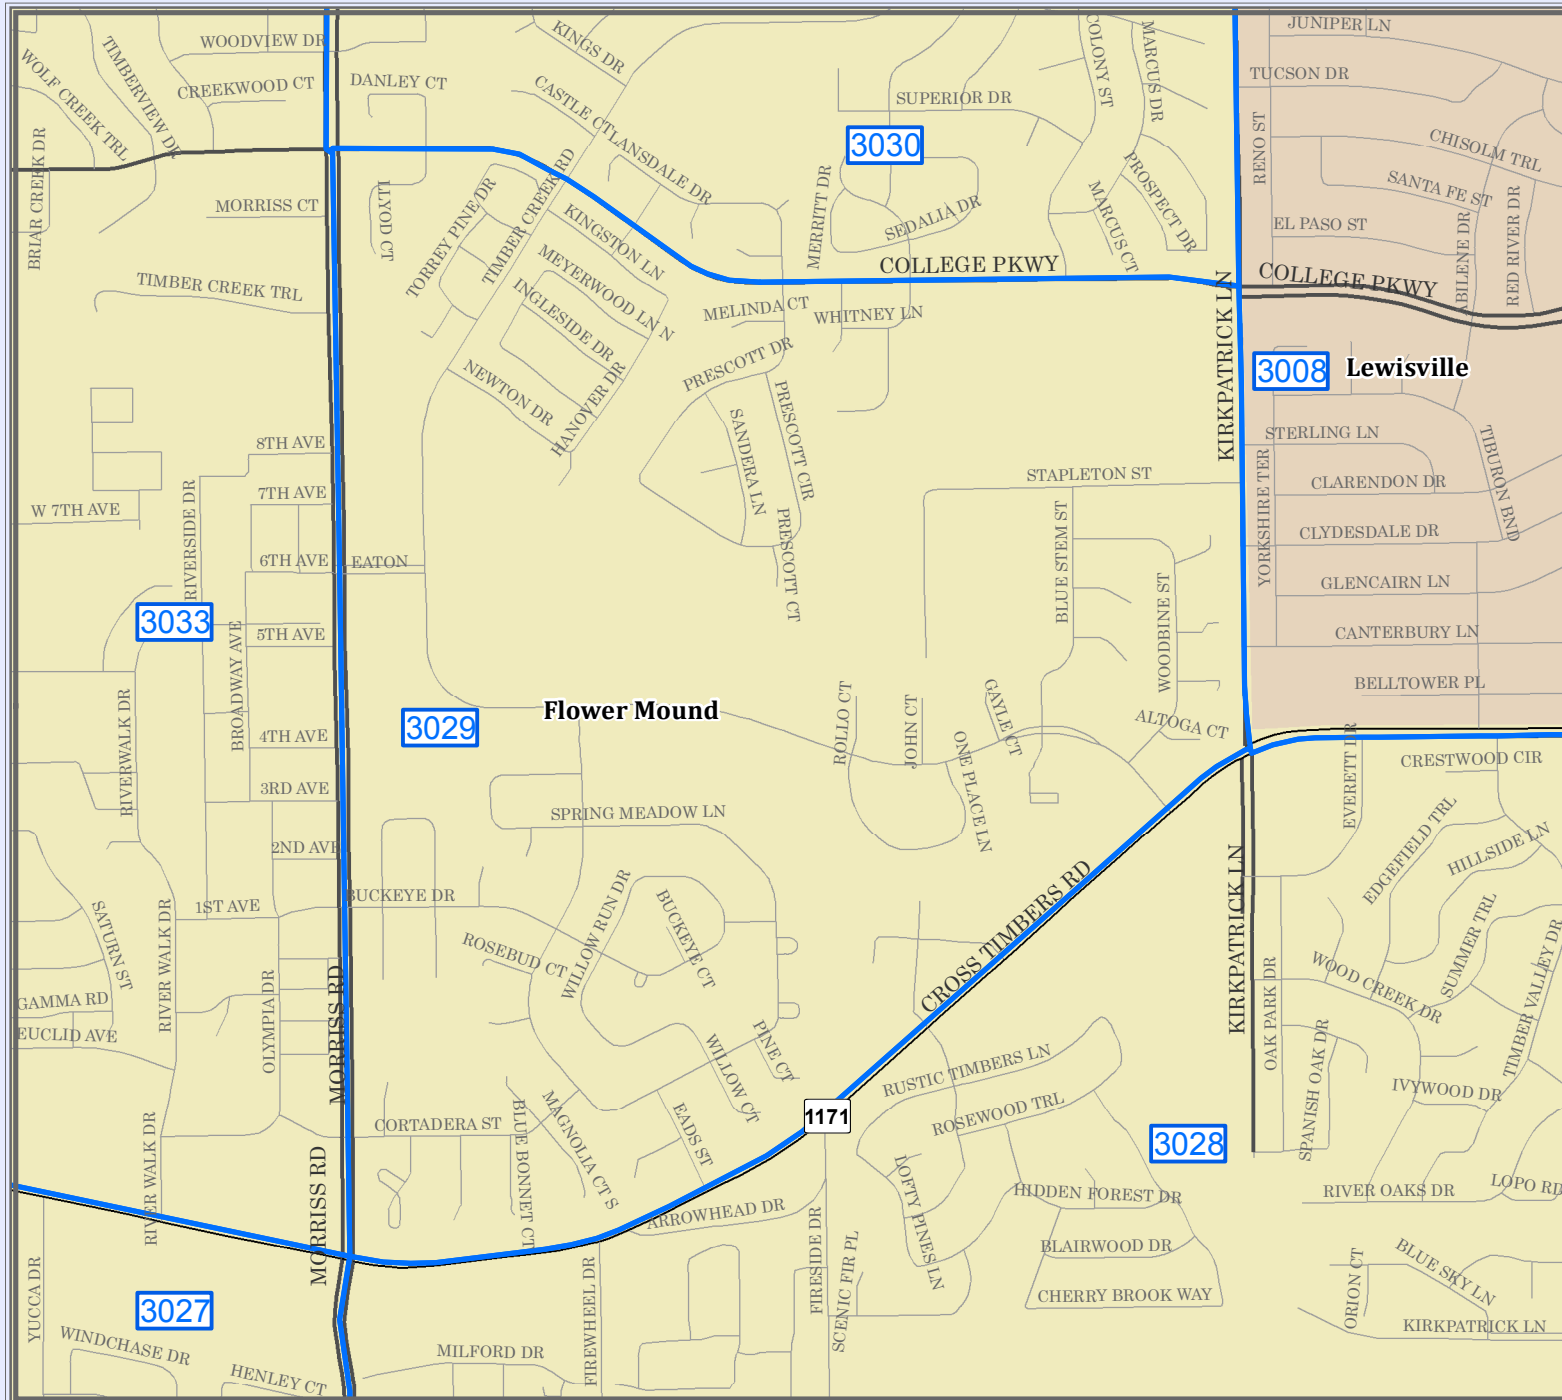 JUNIPER LN
WOODVIEW DR
KINGS DR
COLONY ST
MARCUS DR
TIMBERVIEW DR
WOLF CREEK TRL
CREEKWOOD CT
DANLEY CT
TUCSON DR
CASTLE CT
SUPERIOR DR
BRIAR CREEK DR
LANSDALE DR
3030
RENO ST
CHISOLM TRL
MERRITT DR
PROSPECT DR
SANTA FE ST
MORRISS CT
LLYOD CT
TORREY PINE DR
TIMBER CREEK RD
KINGSTON LN
SEDALIA DR
MARCUS CT
EL PASO ST
ABILENE DR
RED RIVER DR
TIMBER CREEK TRL
MEYERWOOD LN N
COLLEGE PKWY
COLLEGE PKWY
INGLESIDE DR
MELINDA CT
WHITNEY LN
KIRKPATRICK LN
PRESCOTT DR
3008
Lewisville
NEWTON DR
HANOVER DR
PRESCOTT CIR
SANDERA LN
8TH AVE
STERLING LN
TIBURON BND
STAPLETON ST
CLARENDON DR
7TH AVE
W 7TH AVE
RIVERSIDE DR
YORKSHIRE TER
CLYDESDALE DR
6TH AVE
EATON
PRESCOTT CT
BLUE STEM ST
WOODBINE ST
GLENCAIRN LN
3033
5TH AVE
CANTERBURY LN
BROADWAY AVE
BELLTOWER PL
RIVERWALK DR
Flower Mound
3029
4TH AVE
ROLLO CT
JOHN CT
GAYLE CT
ONE PLACE LN
ALTOGA CT
EVERETT DR
CRESTWOOD CIR
3RD AVE
SPRING MEADOW LN
2ND AVE
EDGEFIELD TRL
HILLSIDE LN
CROSS TIMBERS RD
KIRKPATRICK LN
BUCKEYE DR
1ST AVE
SATURN ST
RIVER WALK DR
WILLOW RUN DR
BUCKEYE CT
ROSEBUD CT
SUMMER TRL
WOOD CREEK DR
TIMBER VALLEY DR
OAK PARK DR
GAMMA RD
EUCLID AVE
OLYMPIA DR
MORRISS RD
PINE CT
WILLOW CT
RUSTIC TIMBERS LN
SPANISH OAK DR
IVYWOOD DR
1171
ROSEWOOD TRL
3028
CORTADERA ST
BLUE BONNET CT
MAGNOLIA CT S
EADS ST
RIVER WALK DR
MORRISS RD
LOFTY PINES LN
HIDDEN FOREST DR
RIVER OAKS DR
LOPO RD
ARROWHEAD DR
FIRESIDE DR
SCENIC FIR PL
BLAIRWOOD DR
BLUE SKY LN
ORION CT
YUCCA DR
3027
FIREWHEEL DR
CHERRY BROOK WAY
KIRKPATRICK LN
WINDCHASE DR
MILFORD DR
HENLEY CT